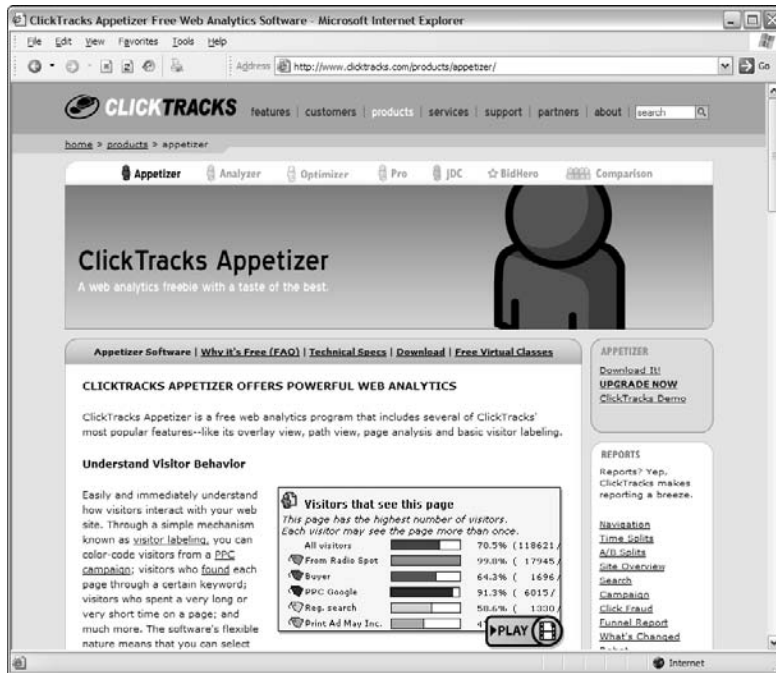 ClickTracks Appetizer Free Web Analytics Software - Microsoft Internet Explorer
File Edit View Favorites Tools Help
Address http://www.clicktracks.com/products/appetizer/ Go
CLICKTRACKS features | customers | products | services | support | partners | about | search
home > products > appetizer
Appetizer Analyzer Optimizer Pro JDC BidHero Comparison
ClickTracks Appetizer
A web analytics freebie with a taste of the best.
Appetizer Software | Why It's Free (FAQ) | Technical Specs | Download | Free Virtual Classes
CLICKTRACKS APPETIZER OFFERS POWERFUL WEB ANALYTICS
ClickTracks Appetizer is a free web analytics program that includes several of ClickTracks'
most popular features--like its overlay view, path view, page analysis and basic visitor labeling.
Understand Visitor Behavior
Easily and immediately understand
how visitors interact with your web
site. Through a simple mechanism
known as visitor labeling, you can
color-code visitors from a PPC
campaign; visitors who found each
page through a certain keyword;
visitors who spent a very long or
very short time on a page; and
much more. The software's flexible
nature means that you can select
Visitors that see this page
This page has the highest number of visitors.
Each visitor may see the page more than once.
All visitors 70.5% (118621/
From Radio Spot 99.8% ( 17945/
Buyer 64.3% ( 1696/
PPC Google 91.3% ( 6015/
Reg. search 58.6% ( 1330/
Print Ad May Inc. 4
PLAY
APPETIZER
Download It!
UPGRADE NOW
ClickTracks Demo
REPORTS
Reports? Yep.
ClickTracks makes
reporting a breeze.
Navigation
Time Splits
A/B Splits
Site Overview
Search
Campaign
Click Fraud
Funnel Report
What's Changed
Internet